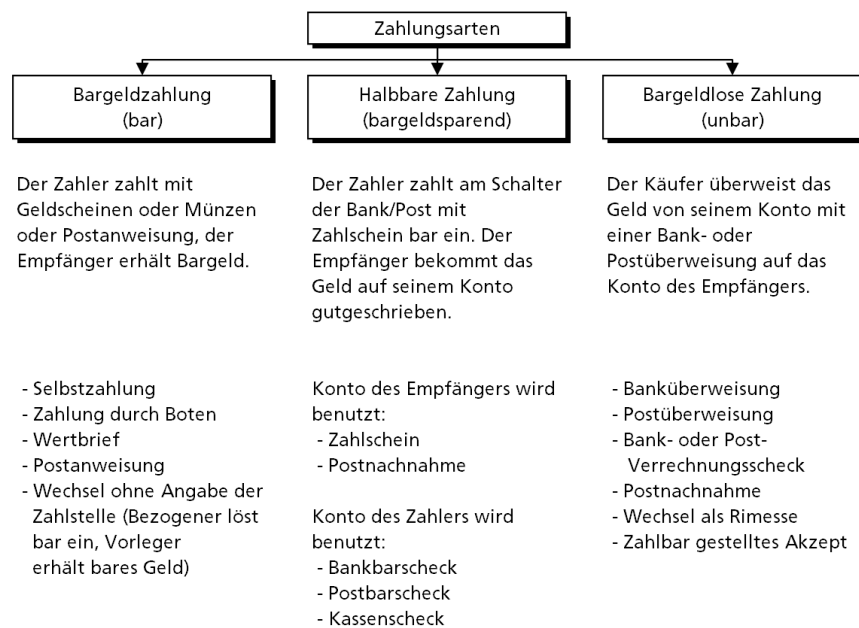 Zahlungsarten
Bargeldzahlung
(bar)
Halbbare Zahlung
(bargeldsparend)
Bargeldlose Zahlung
(unbar)
Der Zahler zahlt mit
Geldscheinen oder Münzen
oder Postanweisung, der
Empfänger erhält Bargeld.
Der Zahler zahlt am Schalter
der Bank/Post mit
Zahlschein bar ein. Der
Empfänger bekommt das
Geld auf seinem Konto
gutgeschrieben.
Der Käufer überweist das
Geld von seinem Konto mit
einer Bank- oder
Postüberweisung auf das
Konto des Empfängers.
- Selbstzahlung
- Zahlung durch Boten
- Wertbrief
- Postanweisung
- Wechsel ohne Angabe der
Zahlstelle (Bezogener löst
bar ein, Vorleger
erhält bares Geld)
Konto des Empfängers wird
benutzt:
- Zahlschein
- Postnachnahme
Konto des Zahlers wird
benutzt:
- Bankbarscheck
- Postbarscheck
- Kassenscheck
- Banküberweisung
- Postüberweisung
- Bank- oder Post-
Verrechnungsscheck
- Postnachnahme
- Wechsel als Rimesse
- Zahlbar gestelltes Akzept